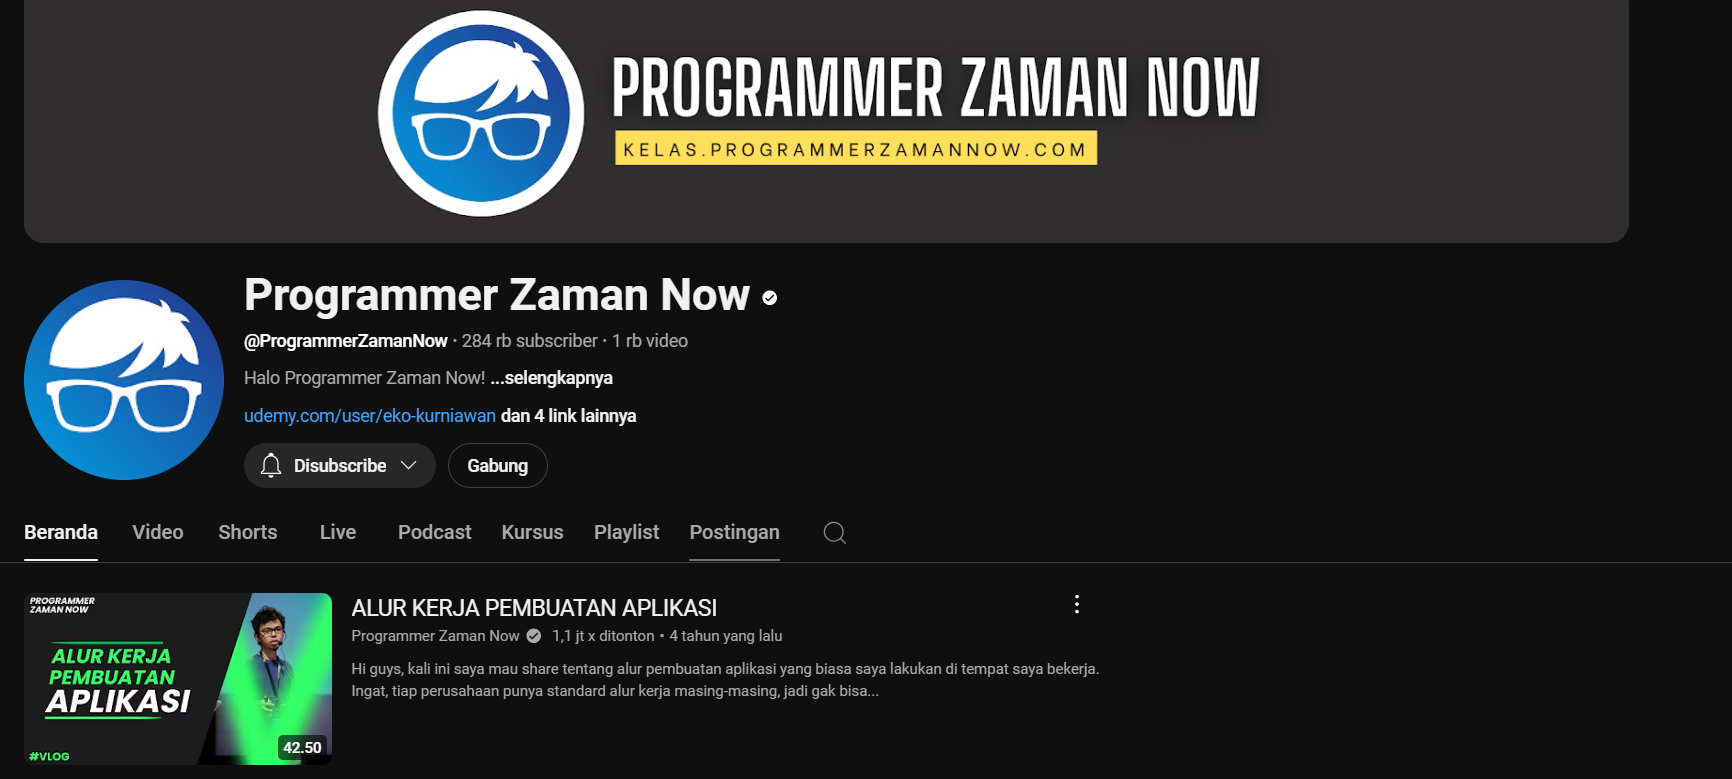 PROGRAMMER ZAMAN NOW
KELAS.PROGRAMMERZAMANNOW.COM
Programmer Zaman Now
@ProgrammerZamanNow · 284 rb subscriber · 1 rb video
Halo Programmer Zaman Now! ...selengkapnya
udemy.com/user/eko-kurniawan dan 4 link lainnya
Disubscribe
Gabung
Beranda Video Shorts Live Podcast Kursus Playlist Postingan
PROGRAMMER
ZAMAN NOW
ALUR KERJA
PEMBUATAN
APLIKASI
#VLOG
42.50
ALUR KERJA PEMBUATAN APLIKASI
Programmer Zaman Now 1,1 jt x ditonton • 4 tahun yang lalu
Hi guys, kali ini saya mau share tentang alur pembuatan aplikasi yang biasa saya lakukan di tempat saya bekerja.
Ingat, tiap perusahaan punya standard alur kerja masing-masing, jadi gak bisa...